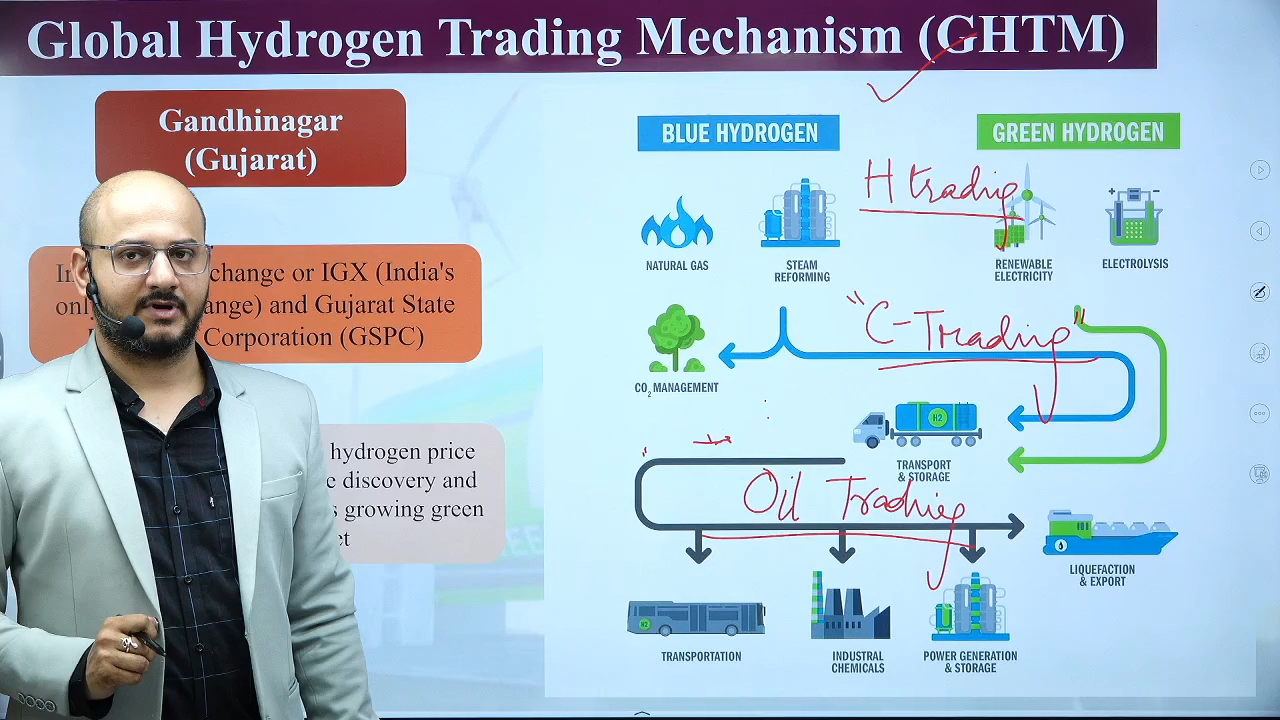 Global Hydrogen Trading Mechanism (GHTM)
Gandhinagar
(Gujarat)
change or IGX (India's
ange) and Gujarat State
Corporation (GSPC)
hydrogen price
discovery and
growing green
BLUE HYDROGEN
GREEN HYDROGEN
H trading
NATURAL GAS
STEAM
REFORMING
RENEWABLE
ELECTRICITY
ELECTROLYSIS
"C-Trading"
CO2 MANAGEMENT
H2
TRANSPORT
& STORAGE
Oil Trading
LIQUEFACTION
& EXPORT
H2
TRANSPORTATION
INDUSTRIAL
CHEMICALS
POWER GENERATION
& STORAGE